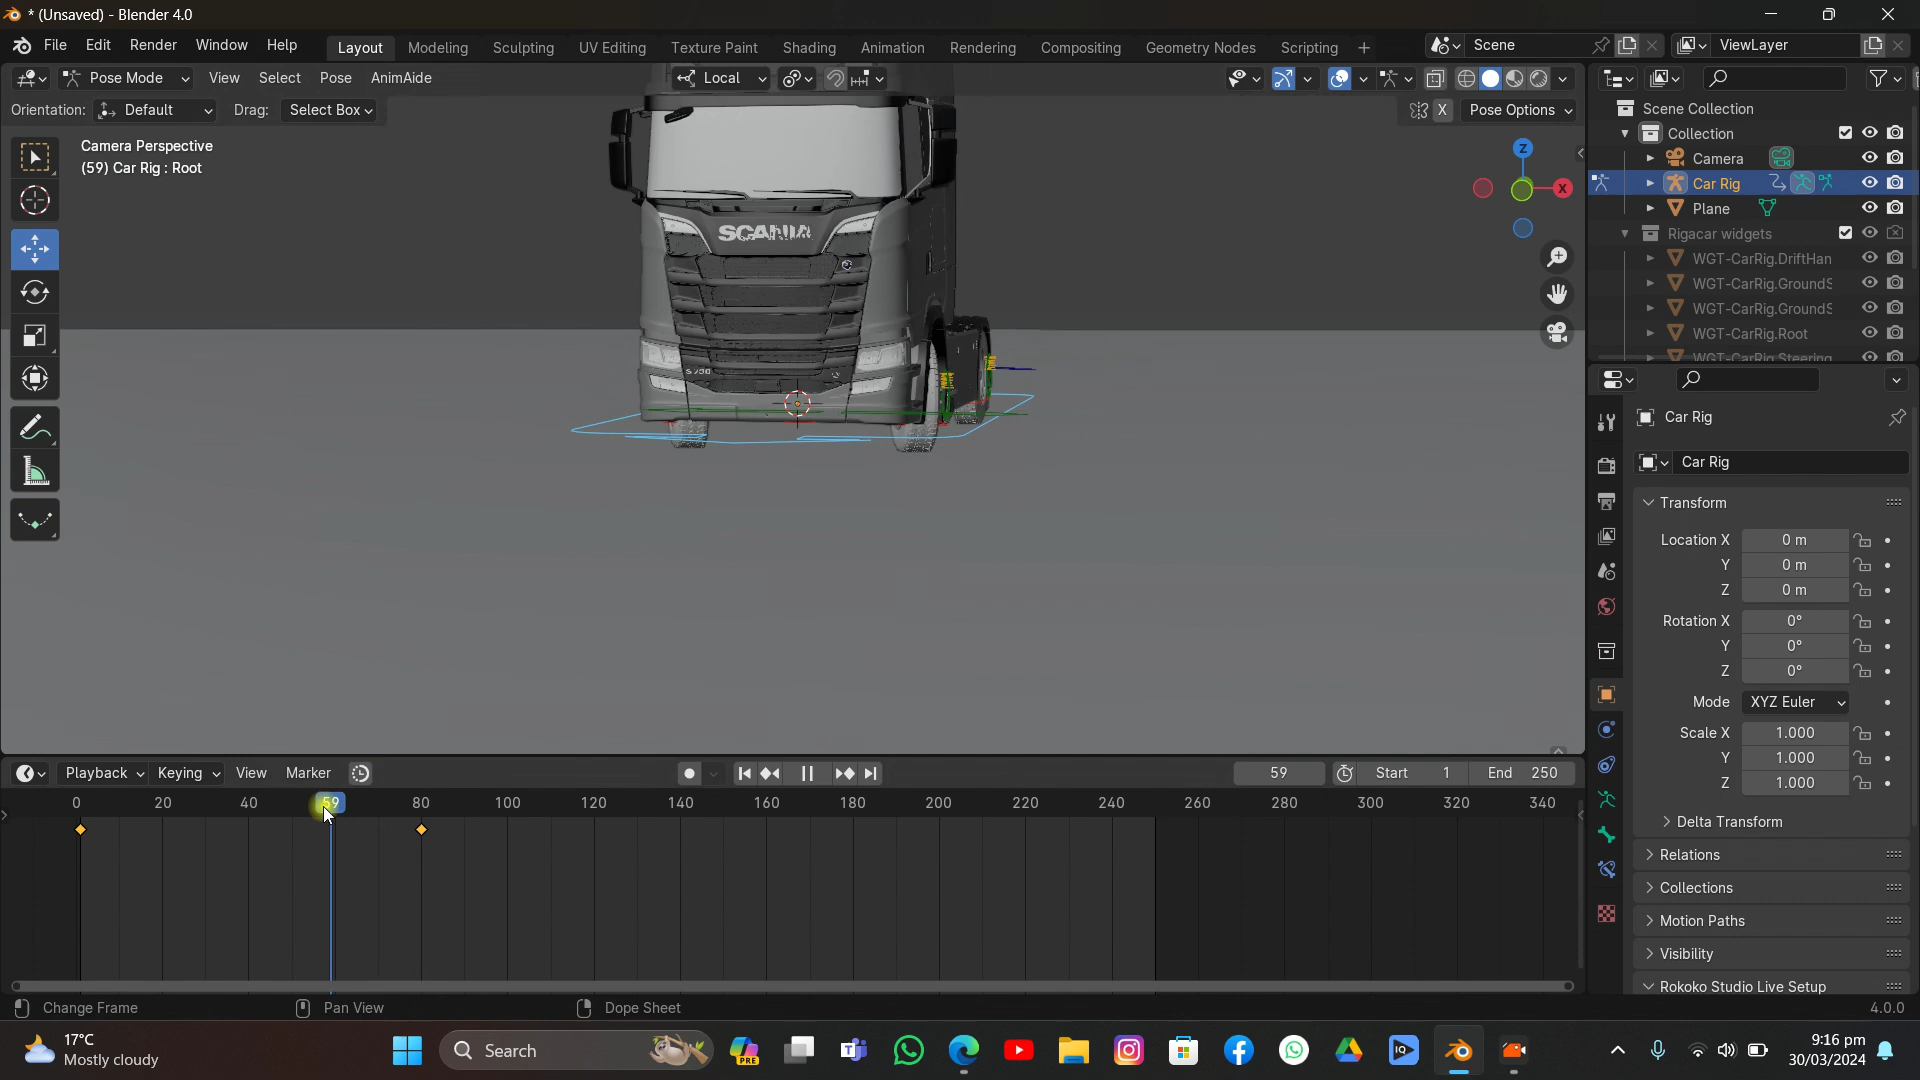 * (Unsaved) - Blender 4.0
File Edit Render Window Help Layout Modeling Sculpting UV Editing Texture Paint Shading Animation Rendering Compositing Geometry Nodes Scripting + Scene ViewLayer
Pose Mode View Select Pose AnimAide Local
Orientation: Default Drag: Select Box X Pose Options
Camera Perspective
(59) Car Rig : Root
Z
X
SCANIA
Scene Collection
Collection
Camera
Car Rig
Plane
Rigacar widgets
WGT-CarRig.DriftHan
WGT-CarRig.GroundS
WGT-CarRig.GroundS
WGT-CarRig.Root
WGT-CarRig.Steering
Car Rig
Car Rig
Transform
Location X 0 m
Y 0 m
Z 0 m
Rotation X 0°
Y 0°
Z 0°
Mode XYZ Euler
Scale X 1.000
Y 1.000
Z 1.000
Delta Transform
Relations
Collections
Motion Paths
Visibility
Rokoko Studio Live Setup
Playback Keying View Marker 59 Start 1 End 250
0 20 40 59 80 100 120 140 160 180 200 220 240 260 280 300 320 340
Change Frame Pan View Dope Sheet 4.0.0
17°C
Mostly cloudy
Search
PRE
IQ
9:16 pm
30/03/2024